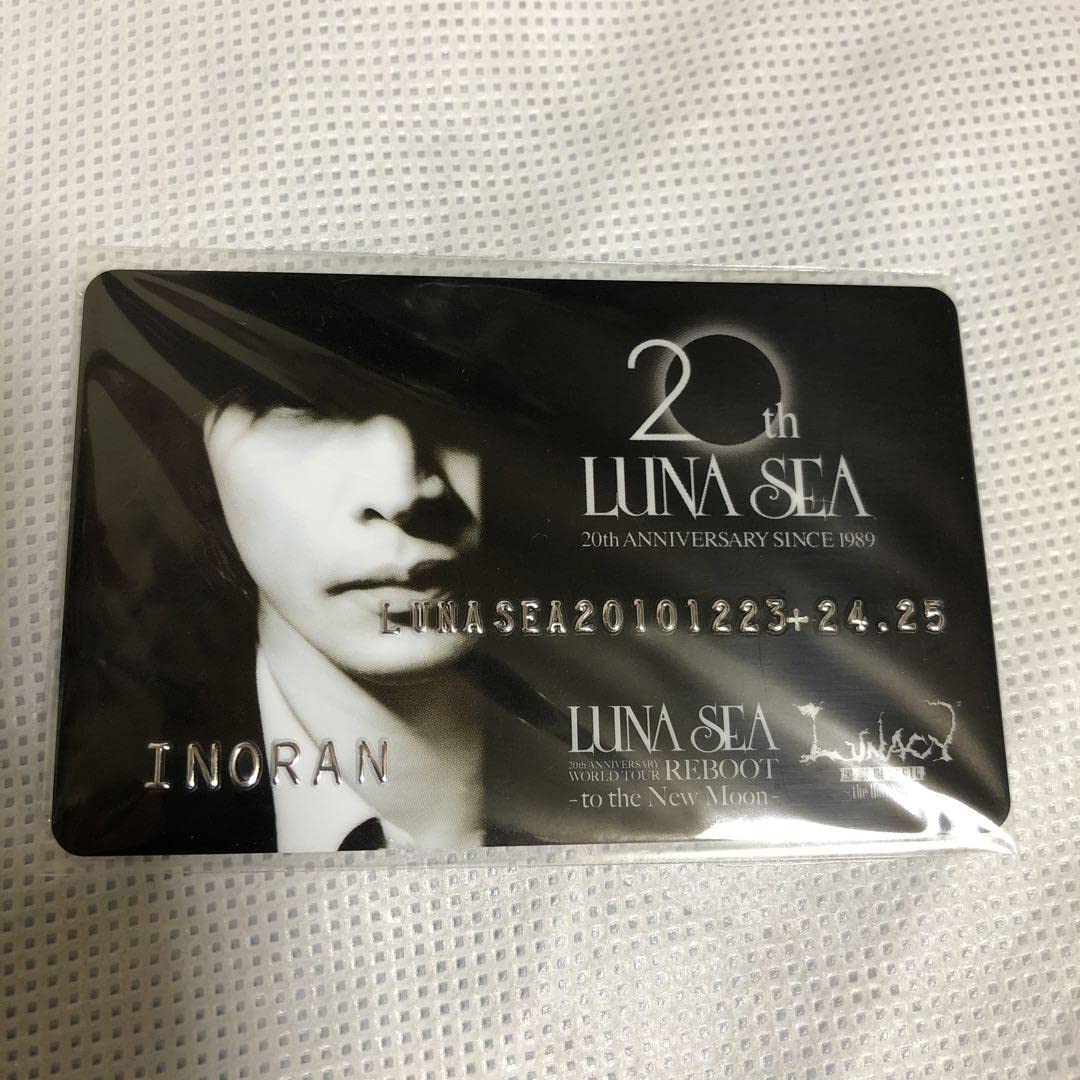 20th
LUNA SEA
20th ANNIVERSARY SINCE 1989
LUNASEA20101223+24.25
INORAN
LUNA SEA
20th ANNIVERSARY
WORLD TOUR REBOOT
-to the New Moon-
LUNACY
the